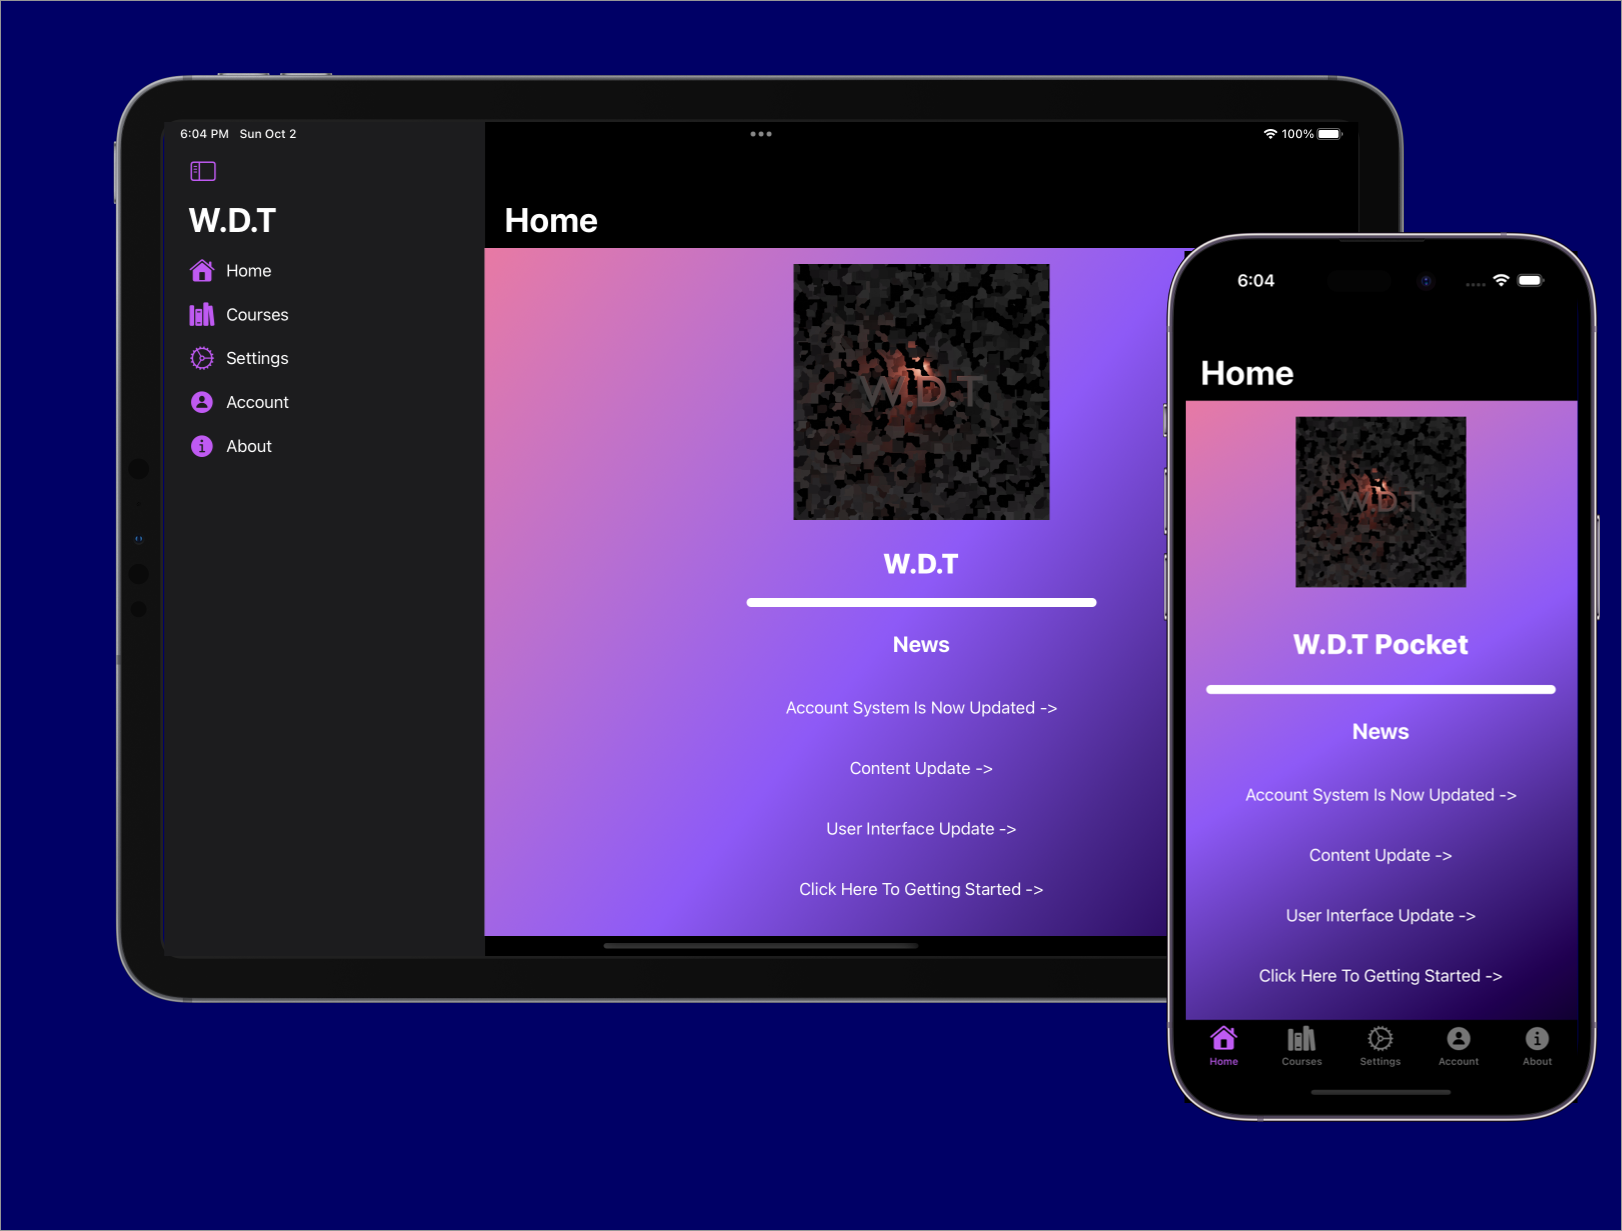 6:04 PM Sun Oct 2
100%
W.D.T
Home
Courses
Settings
Account
About
Home
W.D.T
W.D.T
News
Account System Is Now Updated ->
Content Update ->
User Interface Update ->
Click Here To Getting Started ->
6:04
Home
W.D.T
W.D.T Pocket
News
Account System Is Now Updated ->
Content Update ->
User Interface Update ->
Click Here To Getting Started ->
Home Courses Settings Account About